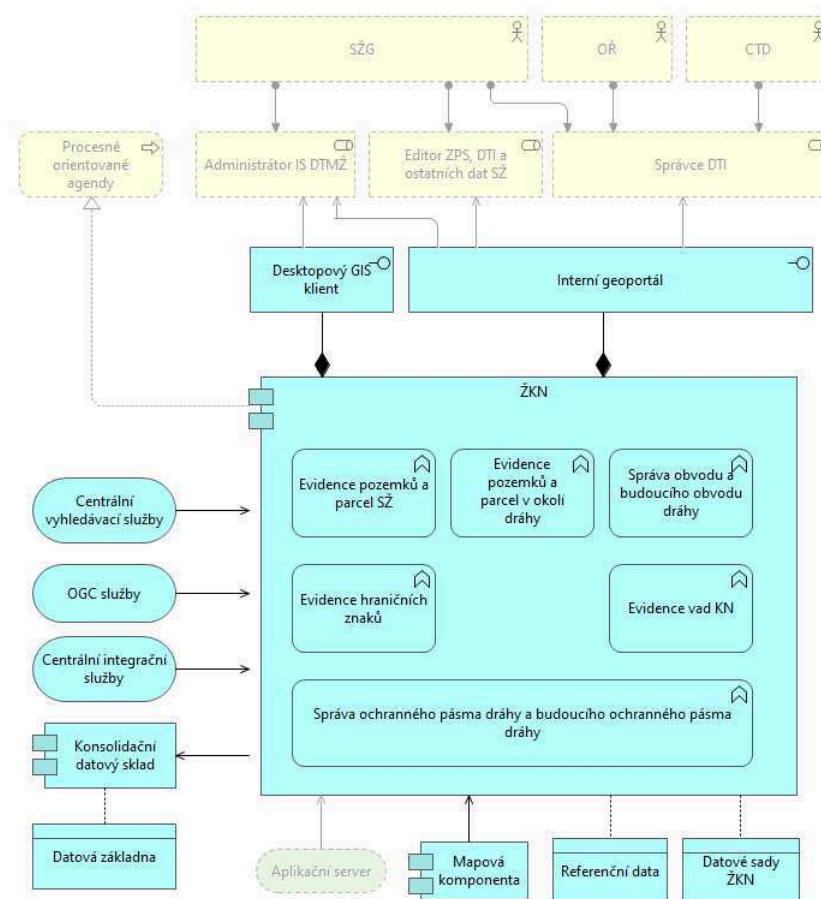 SŽG
OŘ
CTD
Procesně
orientované
agendy
Administrátor IS DTMŽ
Editor ZPS, DTI a
ostatních dat SŽ
Správce DTI
Desktopový GIS
klient
Interní geoportál
ŽKN
Evidence pozemků a
parcel SŽ
Evidence
pozemků a
parcel v okolí
dráhy
Správa obvodu a
budoucího obvodu
dráhy
Centrální
vyhledávací služby
OGC služby
Evidence hraničních
znaků
Evidence vad KN
Centrální integrační
služby
Správa ochranného pásma dráhy a budoucího ochranného pásma
dráhy
Konsolidační
datový sklad
Datová základna
Aplikační server
Mapová
komponenta
Referenční data
Datové sady
ŽKN